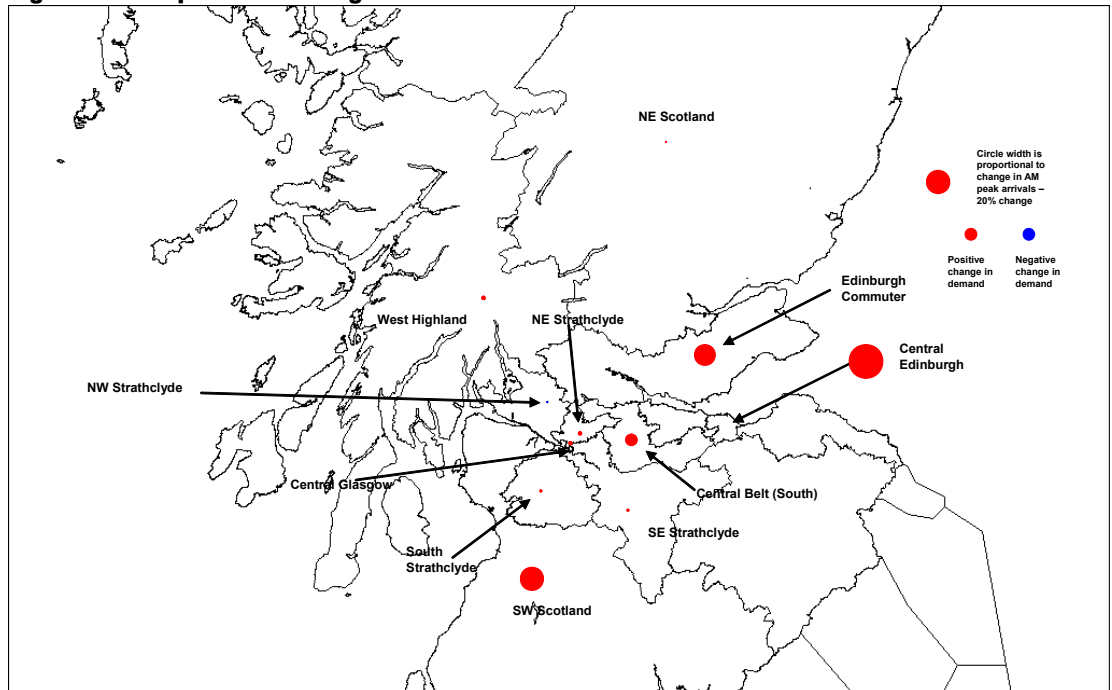 NE Scotland
Circle width is
proportional to
change in AM
peak arrivals –
20% change
Positive
change in
demand
Negative
change in
demand
Edinburgh
Commuter
West Highland
NE Strathclyde
Central
Edinburgh
NW Strathclyde
Central Glasgow
Central Belt (South)
SE Strathclyde
South
Strathclyde
SW Scotland